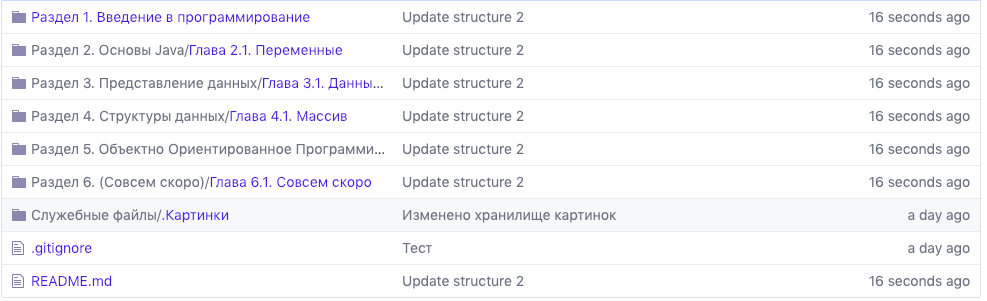 Раздел 1. Введение в программирование Update structure 2 16 seconds ago
Раздел 2. Основы Java/Глава 2.1. Переменные Update structure 2 16 seconds ago
Раздел 3. Представление данных/Глава 3.1. Данны... Update structure 2 16 seconds ago
Раздел 4. Структуры данных/Глава 4.1. Массив Update structure 2 16 seconds ago
Раздел 5. Объектно Ориентированное Программи... Update structure 2 16 seconds ago
Раздел 6. (Совсем скоро)/Глава 6.1. Совсем скоро Update structure 2 16 seconds ago
Служебные файлы/.Картинки Изменено хранилище картинок a day ago
.gitignore Тест a day ago
README.md Update structure 2 16 seconds ago